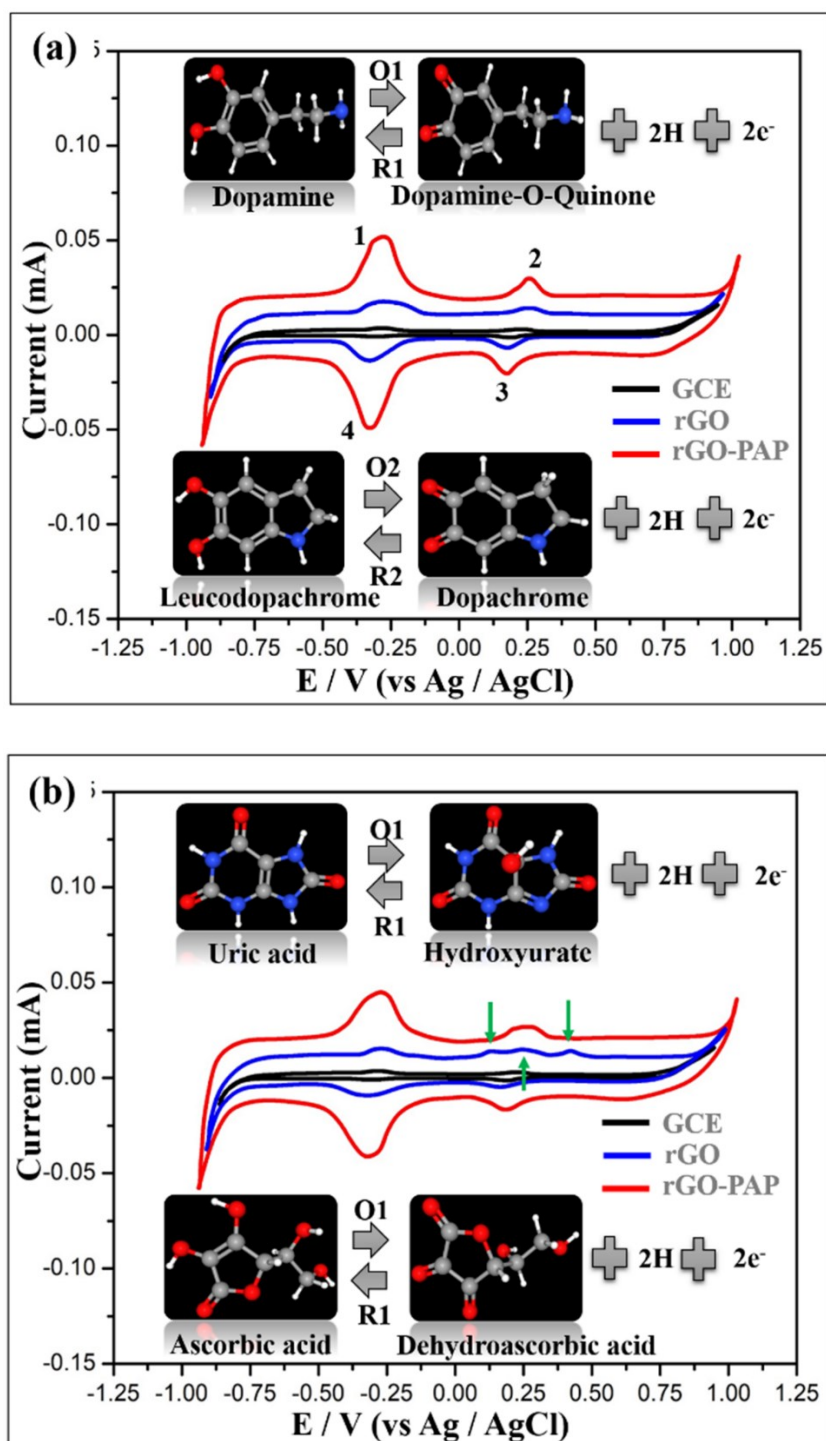 (a)
O1
R1
2H 2e-
Dopamine
Dopamine-O-Quinone
5
0.10
0.05
0.00
-0.05
-0.10
-0.15
Current (mA)
1
2
3
4
GCE
rGO
rGO-PAP
O2
R2
2H 2e-
Leucodopachrome
Dopachrome
-1.25 -1.00 -0.75 -0.50 -0.25 0.00 0.25 0.50 0.75 1.00 1.25
E / V (vs Ag / AgCl)
(b)
O1
R1
2H 2e-
Uric acid
Hydroxyurate
0.10
0.05
0.00
-0.05
-0.10
-0.15
Current (mA)
GCE
rGO
rGO-PAP
O1
R1
2H 2e-
Ascorbic acid
Dehydroascorbic acid
-1.25 -1.00 -0.75 -0.50 -0.25 0.00 0.25 0.50 0.75 1.00 1.25
E / V (vs Ag / AgCl)